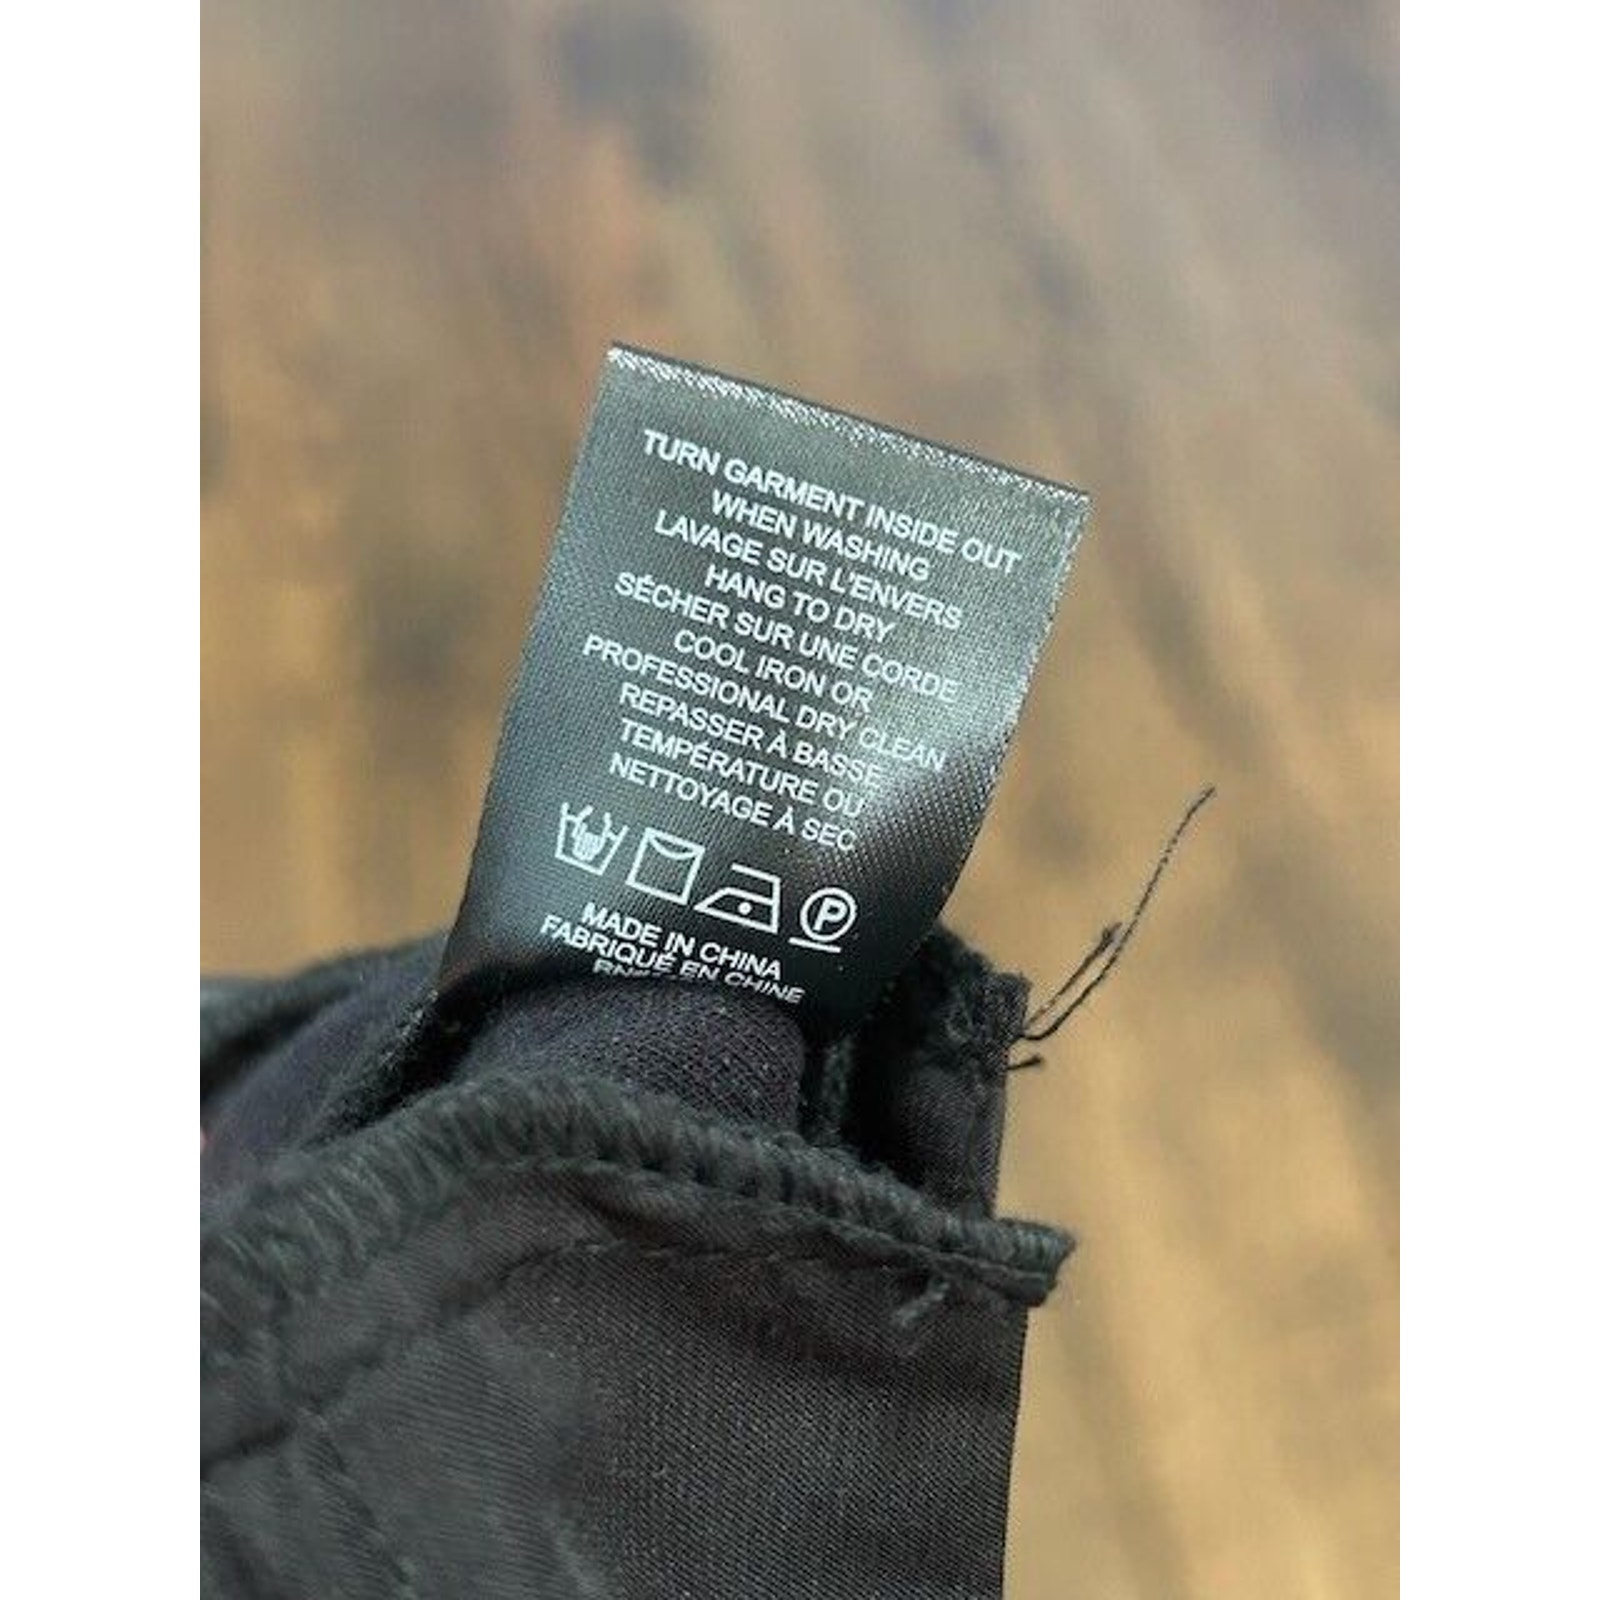 TURN GARMENT INSIDE OUT
WHEN WASHING
LAVAGE SUR L'ENVERS
HANG TO DRY
SÉCHER SUR UNE CORDE
COOL IRON OR
PROFESSIONAL DRY CLEAN
REPASSER À BASSE
TEMPÉRATURE OU
NETTOYAGE À SEC
P
MADE IN CHINA
FABRIQUÉ EN CHINE